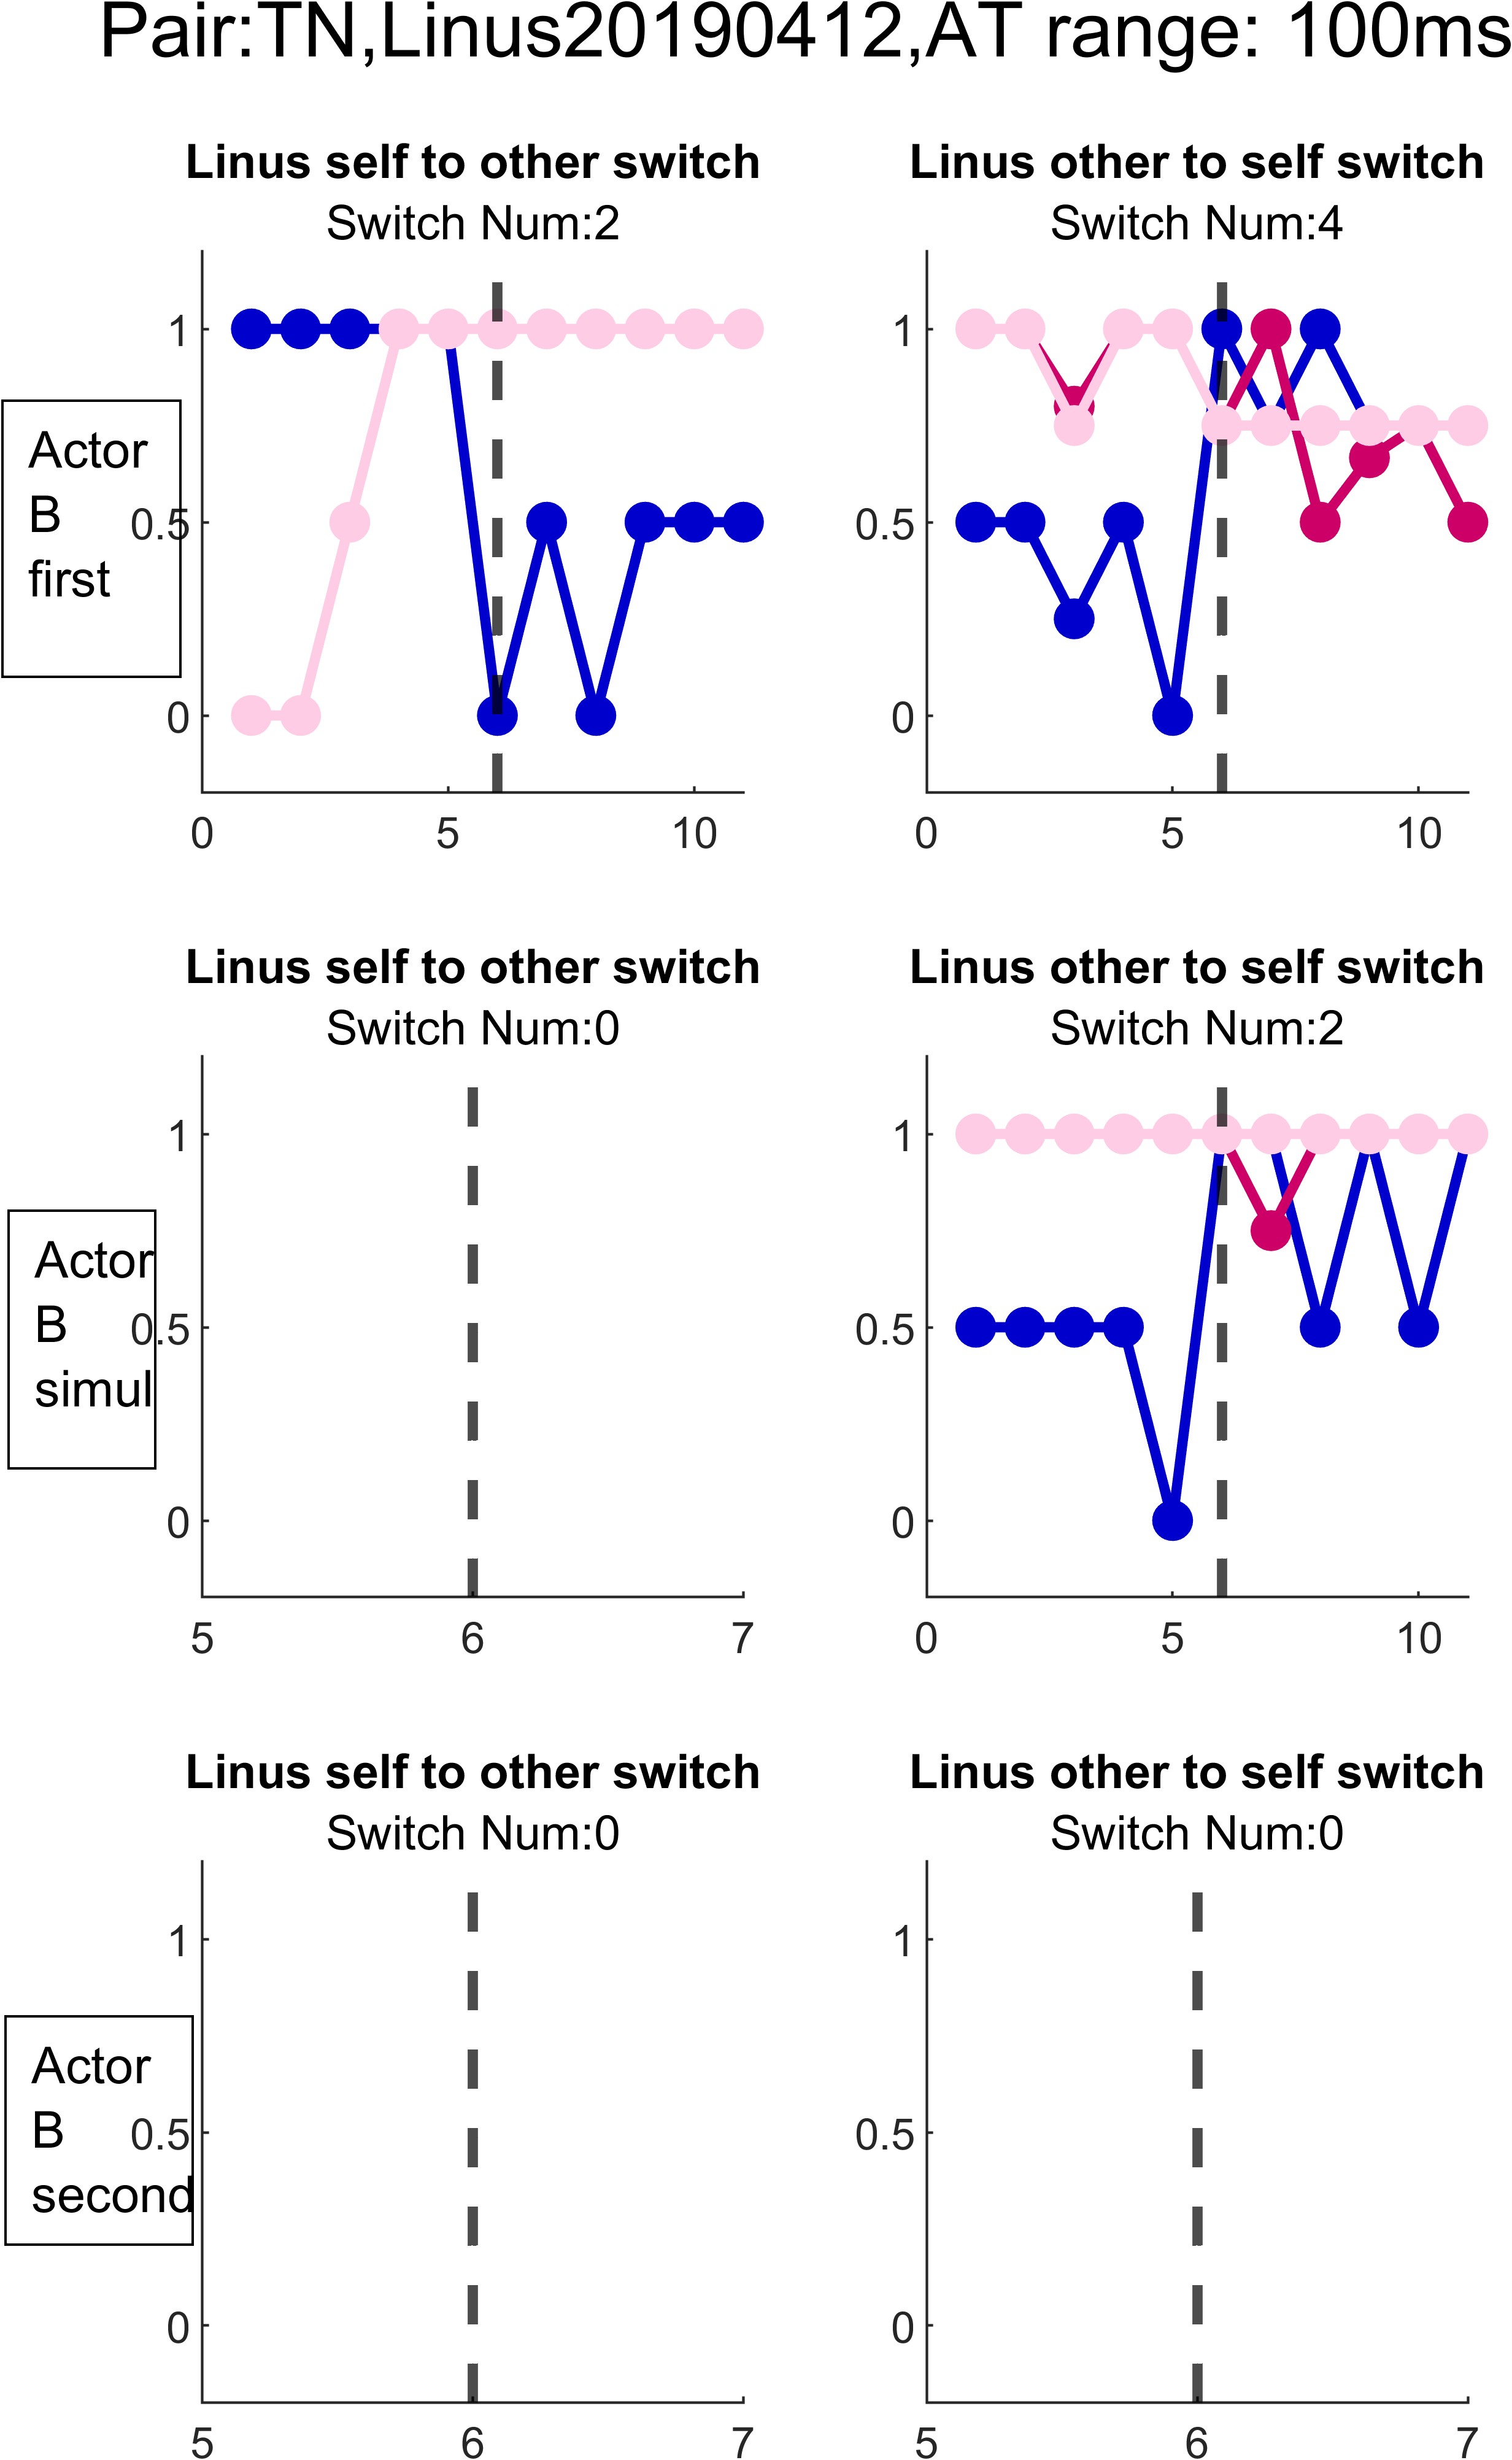 Pair:TN,Linus20190412,AT range: 100ms
Linus self to other switch
Switch Num:2
1
0.5
0
0 5 10
Linus other to self switch
Switch Num:4
1
0.5
0
0 5 10
Actor
B
first
Linus self to other switch
Switch Num:0
1
0.5
0
5 6 7
Linus other to self switch
Switch Num:2
1
0.5
0
0 5 10
Actor
B
simul
Linus self to other switch
Switch Num:0
1
0.5
0
5 6 7
Linus other to self switch
Switch Num:0
1
0.5
0
5 6 7
Actor
B
second